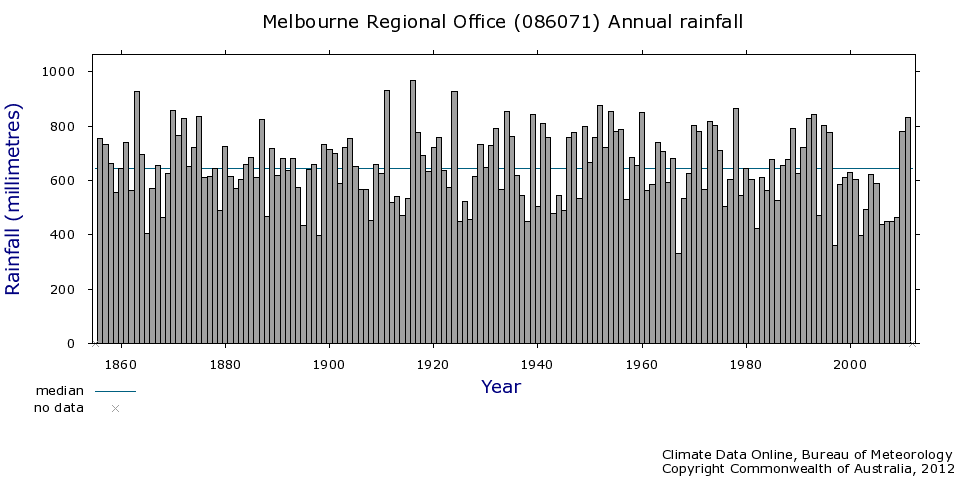 Melbourne Regional Office (086071) Annual rainfall
Rainfall (millimetres)
1000
800
600
400
200
0
1860 1880 1900 1920 1940 1960 1980 2000
Year
median
no data
Climate Data Online, Bureau of Meteorology
Copyright Commonwealth of Australia, 2012